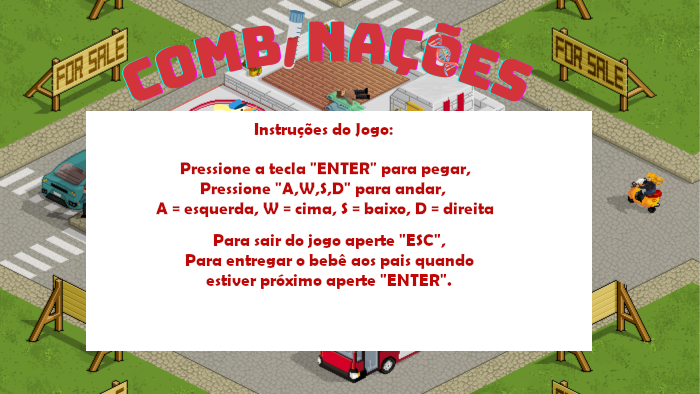 FOR SALE
COMBINAÇÕES
FOR SALE
Instruções do Jogo:
Pressione a tecla "ENTER" para pegar,
Pressione "A,W,S,D" para andar,
A = esquerda, W = cima, S = baixo, D = direita
Para sair do jogo aperte "ESC",
Para entregar o bebê aos pais quando
estiver próximo aperte "ENTER".